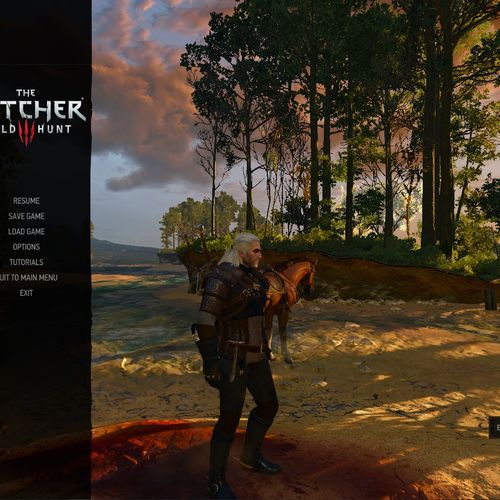 THE
TCHER
LD HUNT
RESUME
SAVE GAME
LOAD GAME
OPTIONS
TUTORIALS
UIT TO MAIN MENU
EXIT
E